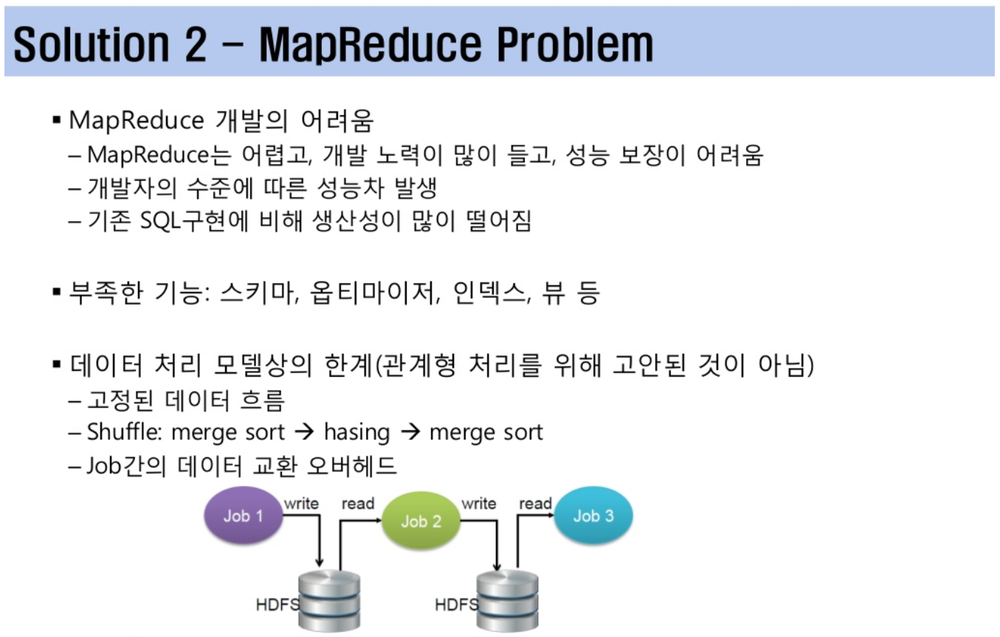 Solution 2 – MapReduce Problem
▪ MapReduce 개발의 어려움
– MapReduce는 어렵고, 개발 노력이 많이 들고, 성능 보장이 어려움
– 개발자의 수준에 따른 성능차 발생
– 기존 SQL구현에 비해 생산성이 많이 떨어짐
▪ 부족한 기능: 스키마, 옵티마이저, 인덱스, 뷰 등
▪ 데이터 처리 모델상의 한계(관계형 처리를 위해 고안된 것이 아님)
– 고정된 데이터 흐름
– Shuffle: merge sort → hasing → merge sort
– Job간의 데이터 교환 오버헤드
Job 1 write read Job 2 write read Job 3
HDFS HDFS